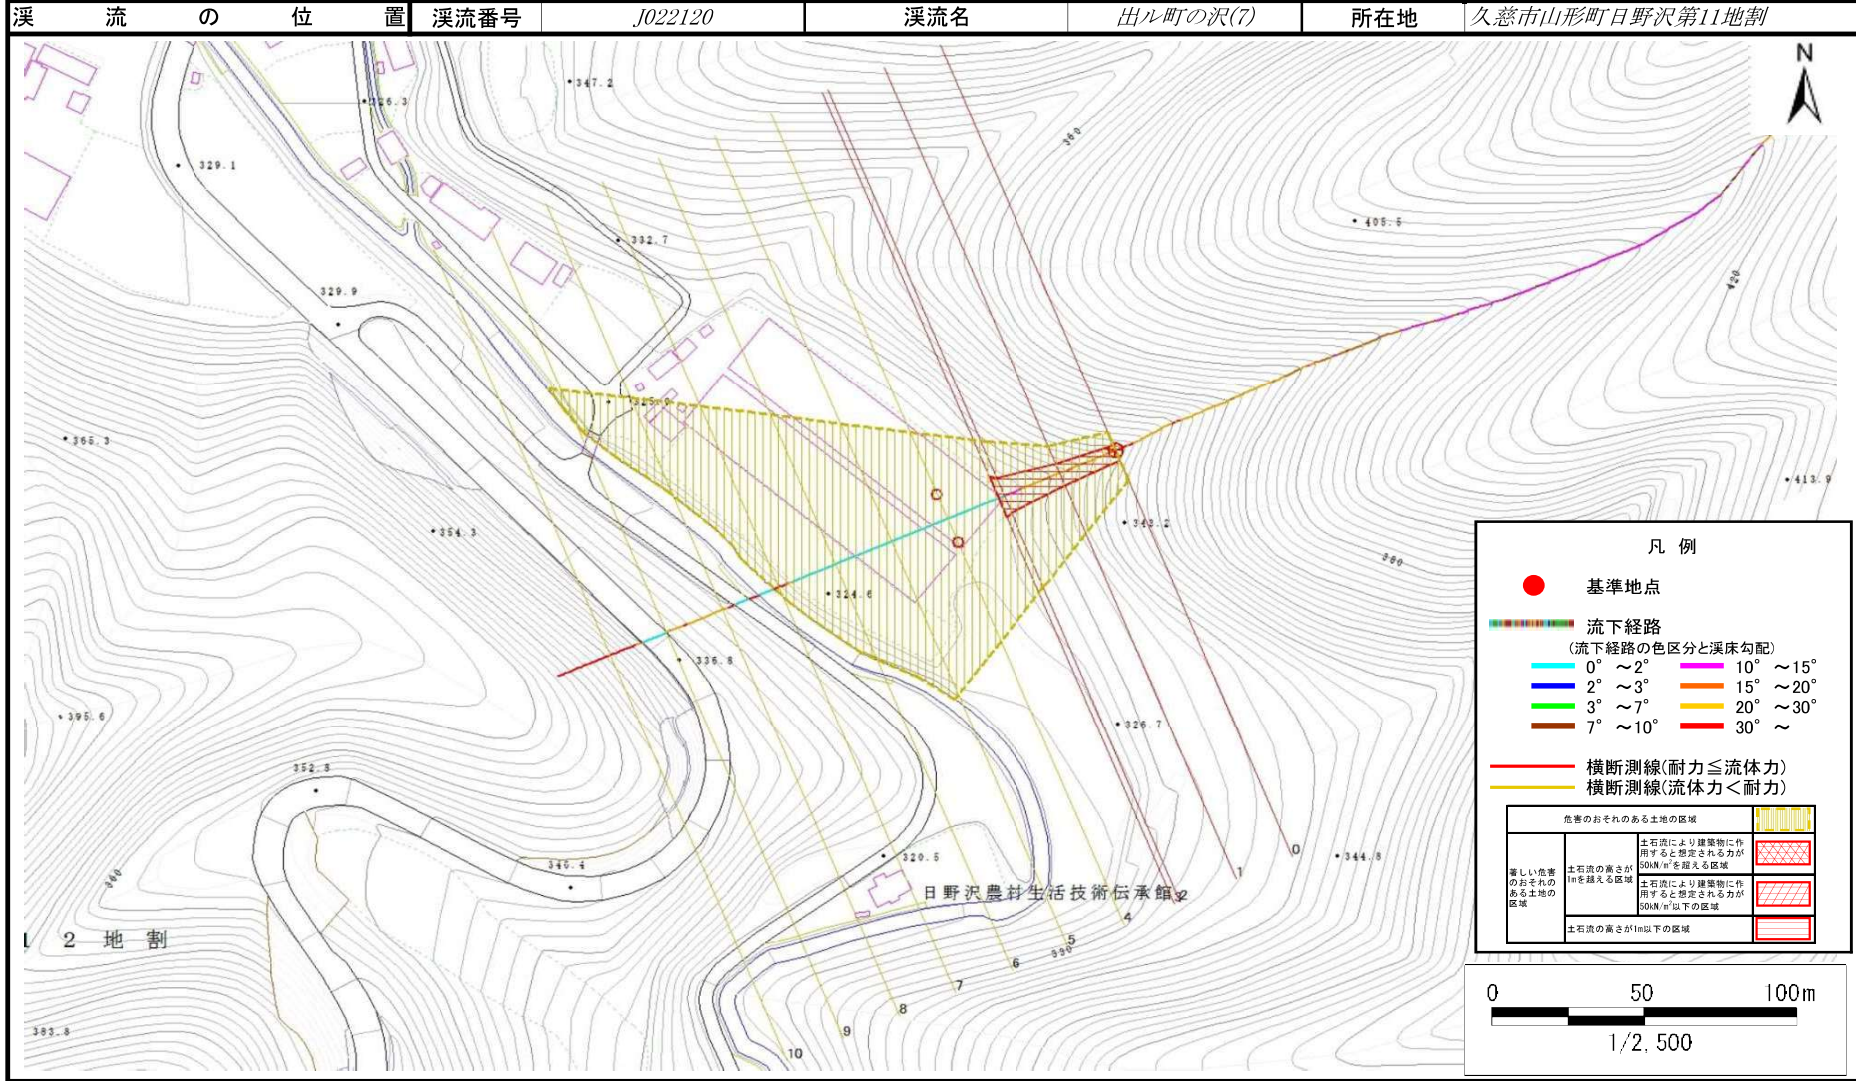 渓流の位置 渓流番号 J022120 渓流名 出ル町の沢(7) 所在地 久慈市山形町日野沢第11地割
N
347.2
326.3
329.1
360
332.7
405.5
329.9
420
365.3
413.9
354.3
343.2
380
324.6
336.8
395.6
326.7
352.8
346.4
320.5
344.8
日野沢農村生活技術伝承館
360
12地割
330
383.8
0
1
2
3
4
5
6
7
8
9
10
凡例
基準地点
流下経路
(流下経路の色区分と渓床勾配)
0° ～2° 10° ～15°
2° ～3° 15° ～20°
3° ～7° 20° ～30°
7° ～10° 30° ～
横断測線(耐力≦流体力)
横断測線(流体力<耐力)
危害のおそれのある土地の区域
著しい危害
のおそれの
ある土地の
区域
土石流の高さが
1mを越える区域
土石流により建築物に作
用すると想定される力が
50kN/m²を超える区域
土石流により建築物に作
用すると想定される力が
50kN/m²以下の区域
土石流の高さが1m以下の区域
0 50 100m
1/2,500